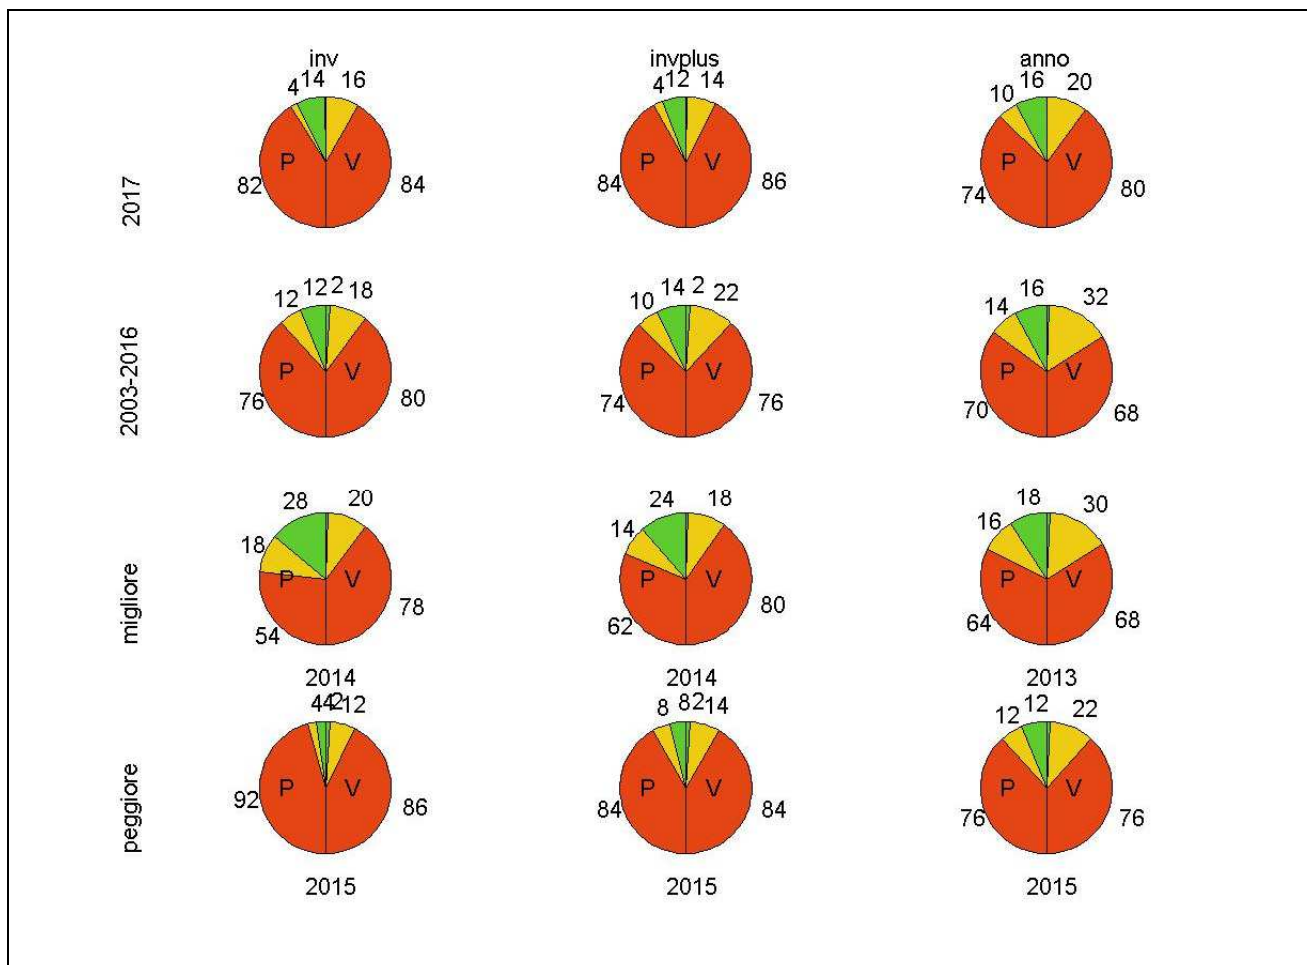 inv invplus anno
4 14 16 4 12 14 10 16 20
P V P V P V
82 84 84 86 74 80
2017
12 12 2 18 10 14 2 22 14 16 32
P V P V P V
76 80 74 76 70 68
2003-2016
28 20 24 18 18 30
18 14 16
P V P V P V
54 78 62 80 64 68
migliore
2014 2014 2013
4 4 2 12 8 8 2 14 12 12 22
P V P V P V
92 86 84 84 76 76
peggiore
2015 2015 2015